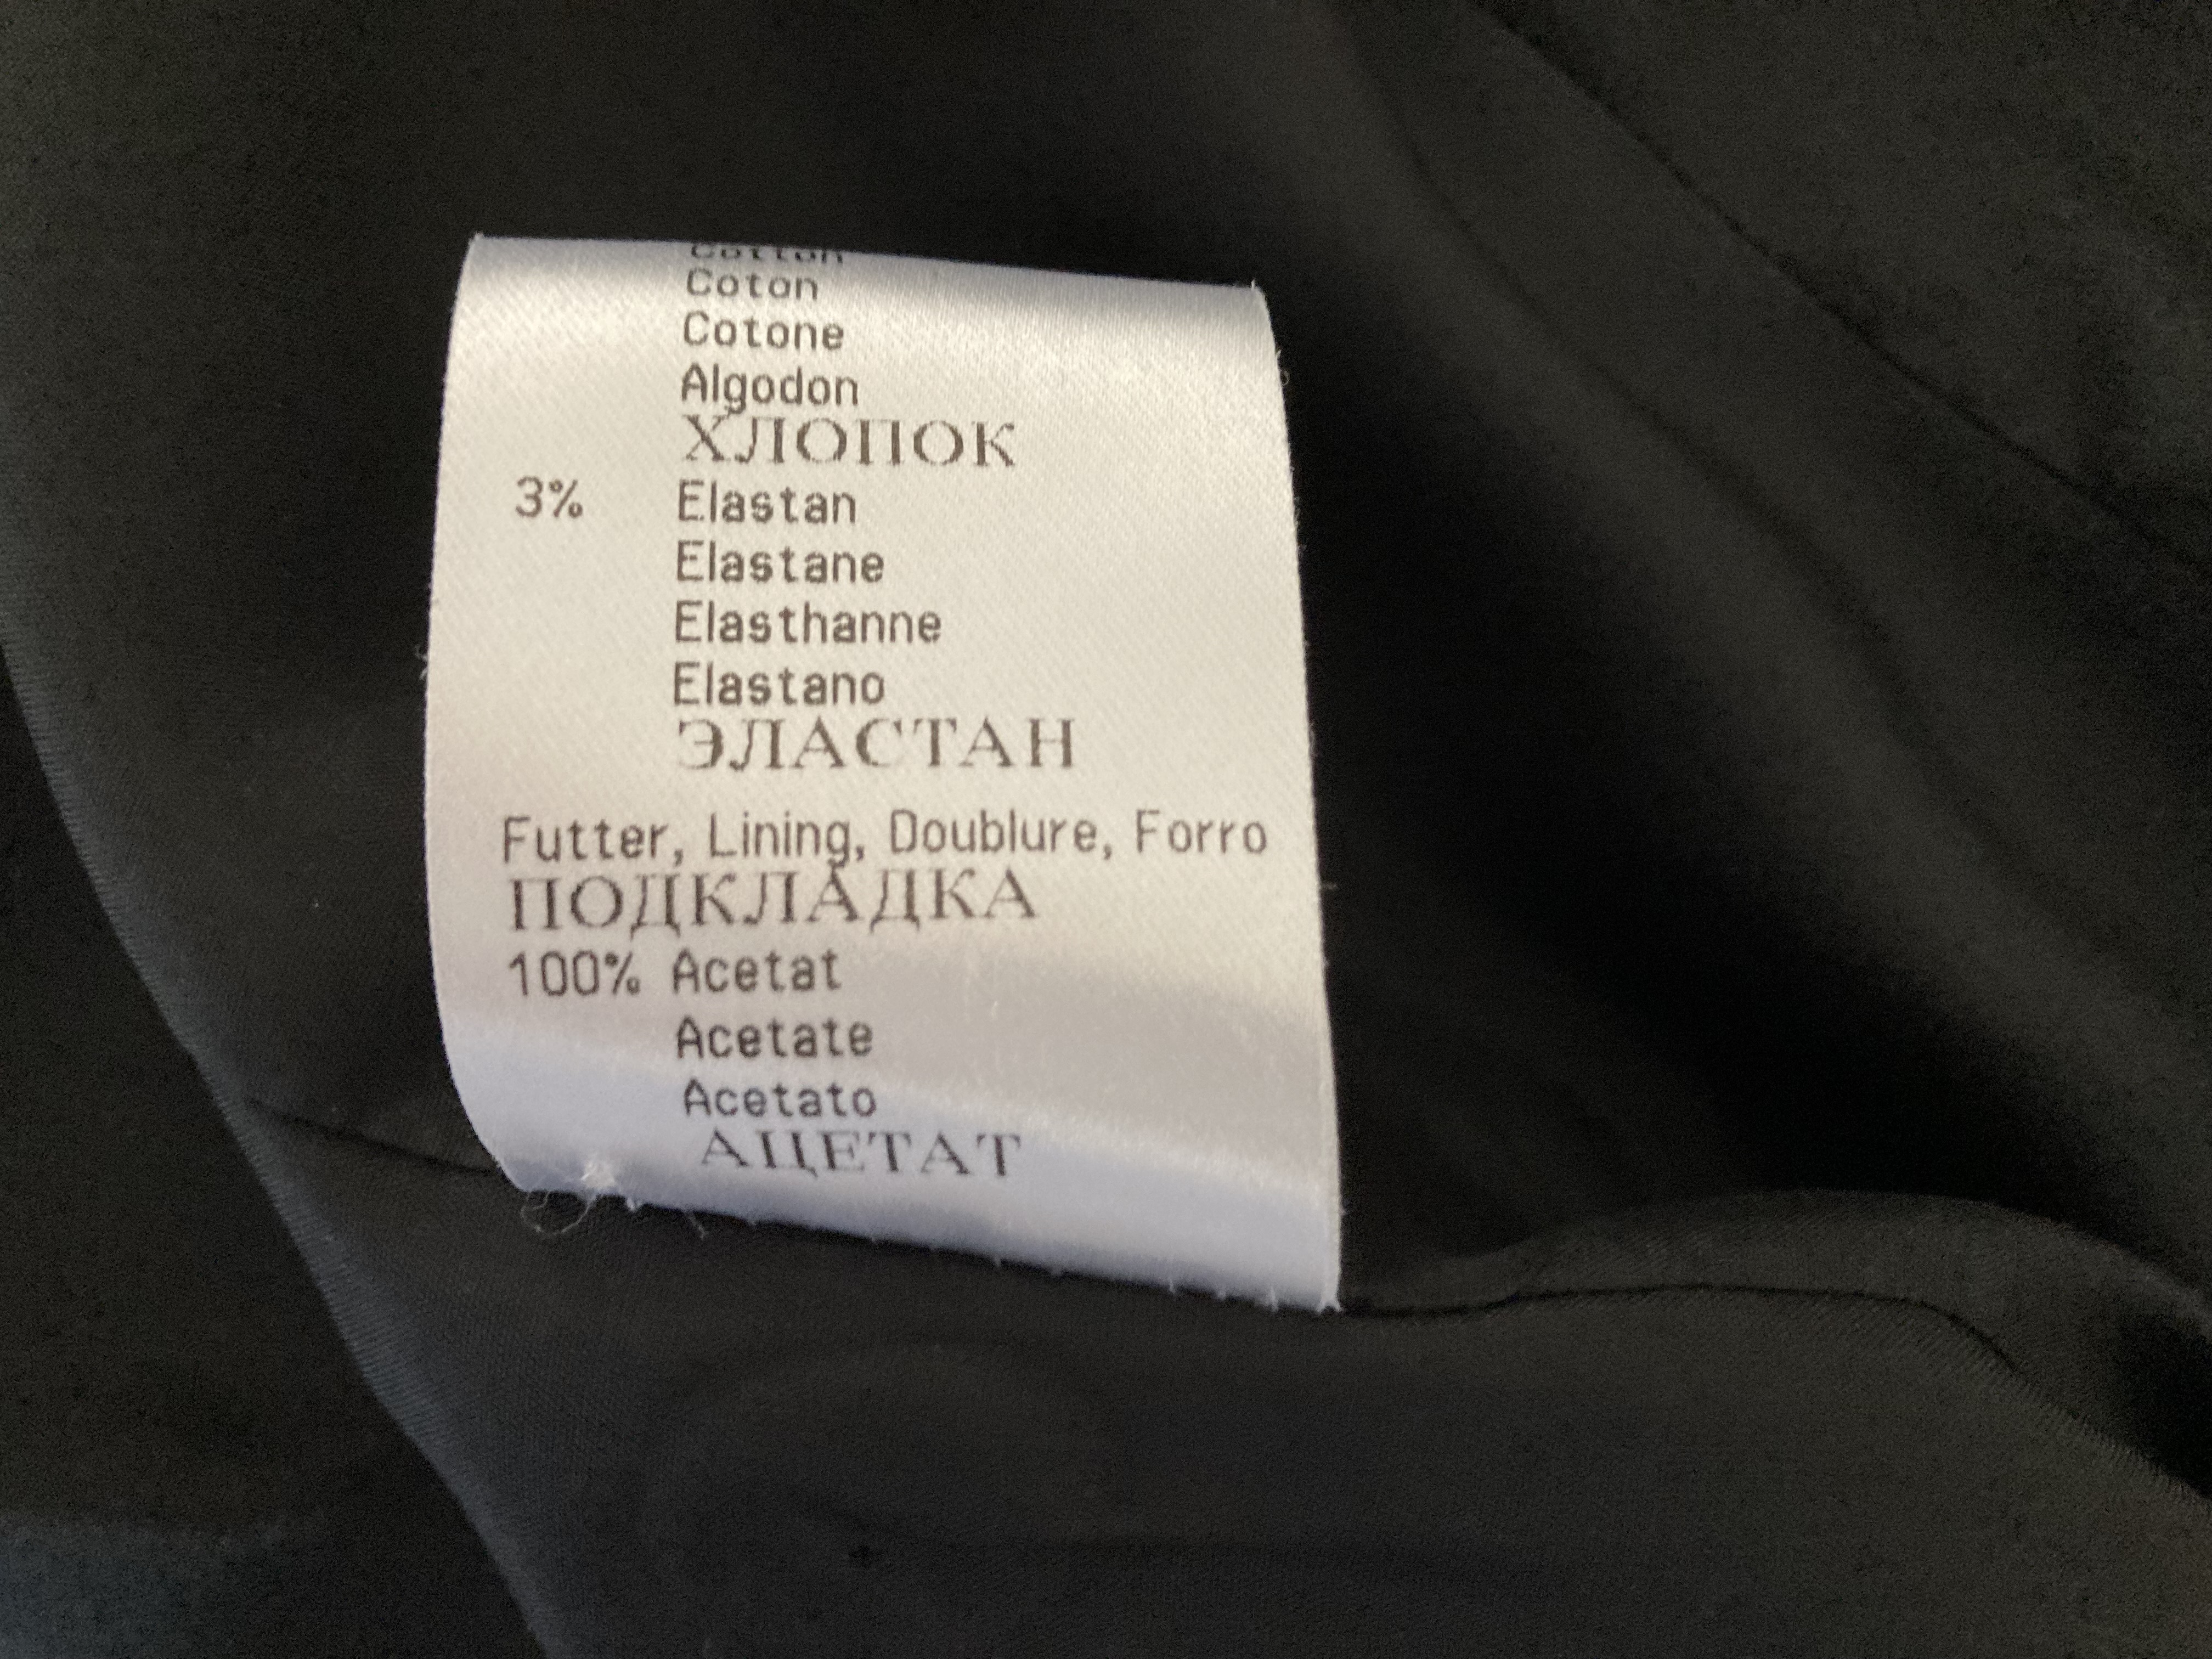 Cotton
Coton
Cotone
Algodon
ХЛОПОК
3% Elastan
Elastane
Elasthanne
Elastano
ЭЛАСТАН
Futter, Lining, Doublure, Forro
ПОДКЛАДКА
100% Acetat
Acetate
Acetato
АЦЕТАТ